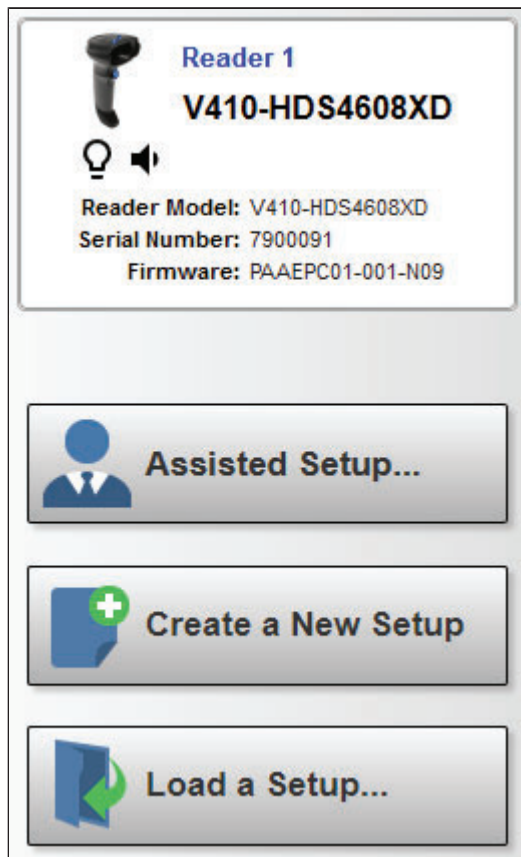 Reader 1
V410-HDS4608XD
Reader Model: V410-HDS4608XD
Serial Number: 7900091
Firmware: PAAEPC01-001-N09
Assisted Setup...
Create a New Setup
Load a Setup...